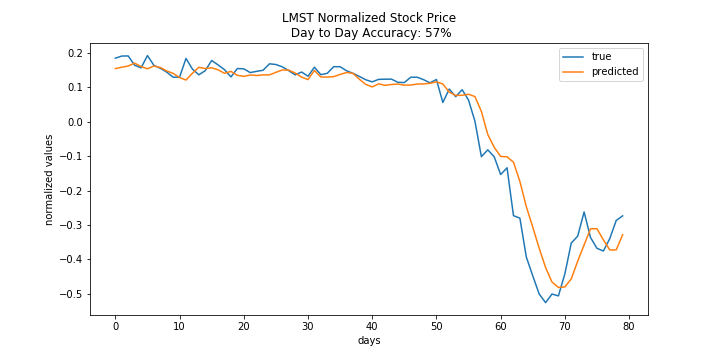 LMST Normalized Stock Price
Day to Day Accuracy: 57%
true
predicted
normalized values
0.2
0.1
0.0
−0.1
−0.2
−0.3
−0.4
−0.5
0 10 20 30 40 50 60 70 80
days